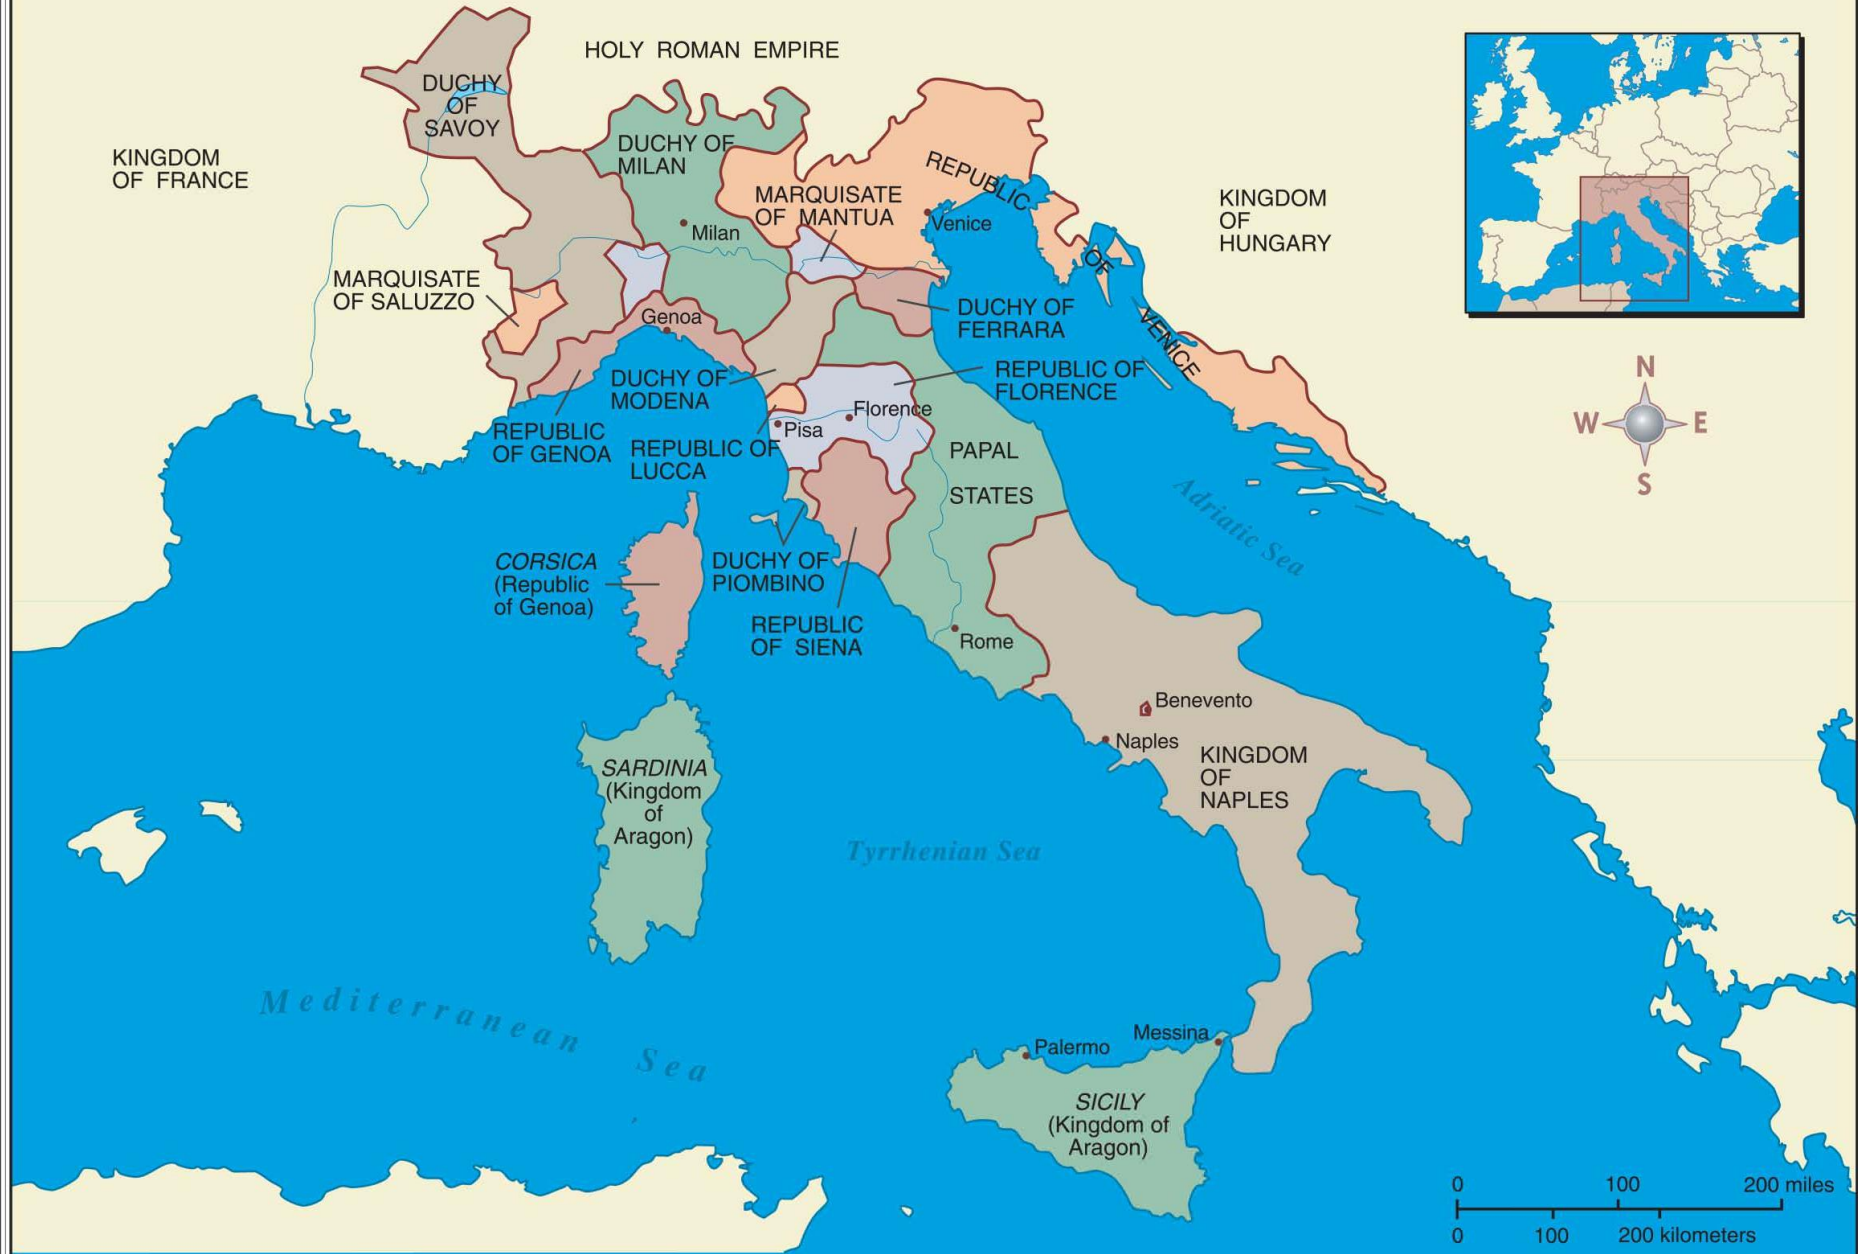 HOLY ROMAN EMPIRE
DUCHY
OF
SAVOY
KINGDOM
OF FRANCE
DUCHY OF
MILAN
Milan
MARQUISATE
OF MANTUA
REPUBLIC
OF
VENICE
Venice
KINGDOM
OF
HUNGARY
MARQUISATE
OF SALUZZO
Genoa
DUCHY OF
FERRARA
DUCHY OF
MODENA
REPUBLIC OF
FLORENCE
Florence
Pisa
REPUBLIC
OF GENOA
REPUBLIC OF
LUCCA
PAPAL
STATES
N
W
E
S
Adriatic Sea
CORSICA
(Republic
of Genoa)
DUCHY OF
PIOMBINO
REPUBLIC
OF SIENA
Rome
Benevento
Naples
KINGDOM
OF
NAPLES
SARDINIA
(Kingdom
of
Aragon)
Tyrrhenian Sea
Mediterranean Sea
Palermo
Messina
SICILY
(Kingdom of
Aragon)
0 100 200 miles
0 100 200 kilometers